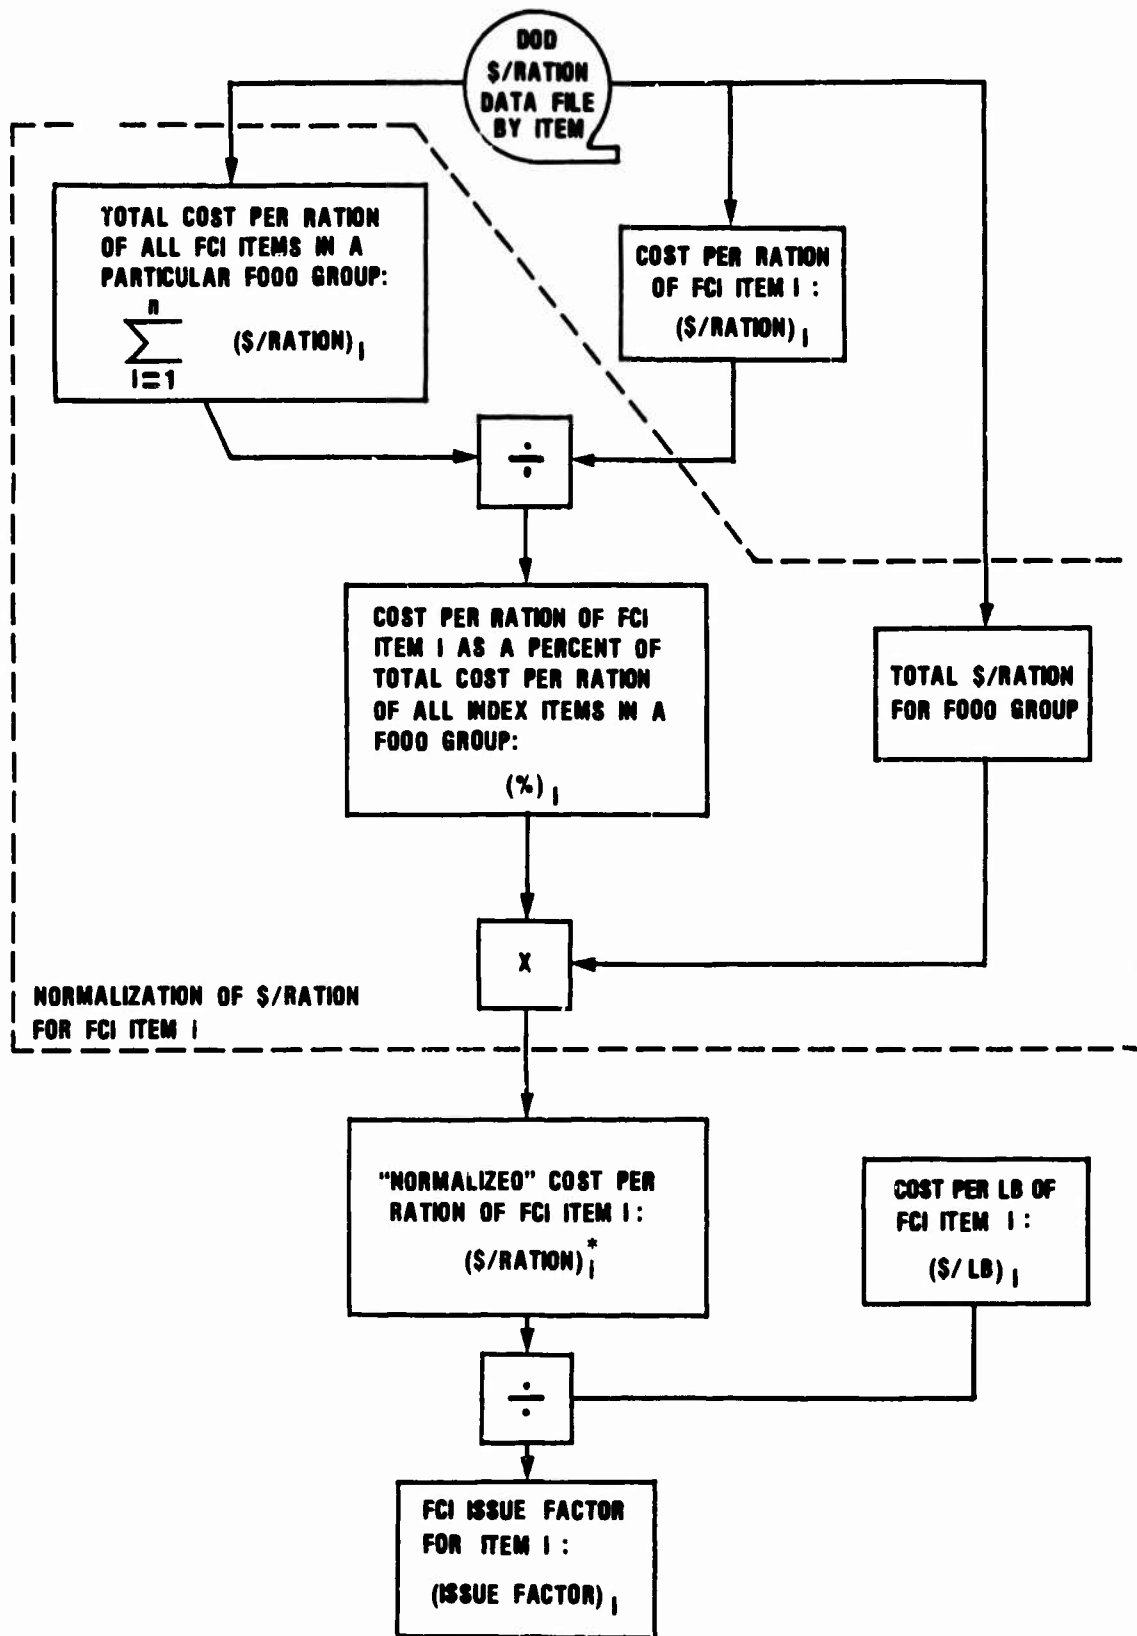 DOD
$/RATION
DATA FILE
BY ITEM
TOTAL COST PER RATION
OF ALL FCI ITEMS IN A
PARTICULAR FOOD GROUP:
n
∑ ($/RATION) i
i=1
COST PER RATION
OF FCI ITEM i :
($/RATION) i
÷
COST PER RATION OF FCI
ITEM i AS A PERCENT OF
TOTAL COST PER RATION
OF ALL INDEX ITEMS IN A
FOOD GROUP:
(%) i
TOTAL $/RATION
FOR FOOD GROUP
X
NORMALIZATION OF $/RATION
FOR FCI ITEM i
"NORMALIZED" COST PER
RATION OF FCI ITEM i :
($/RATION) i *
COST PER LB OF
FCI ITEM i :
($/LB) i
÷
FCI ISSUE FACTOR
FOR ITEM i :
(ISSUE FACTOR) i